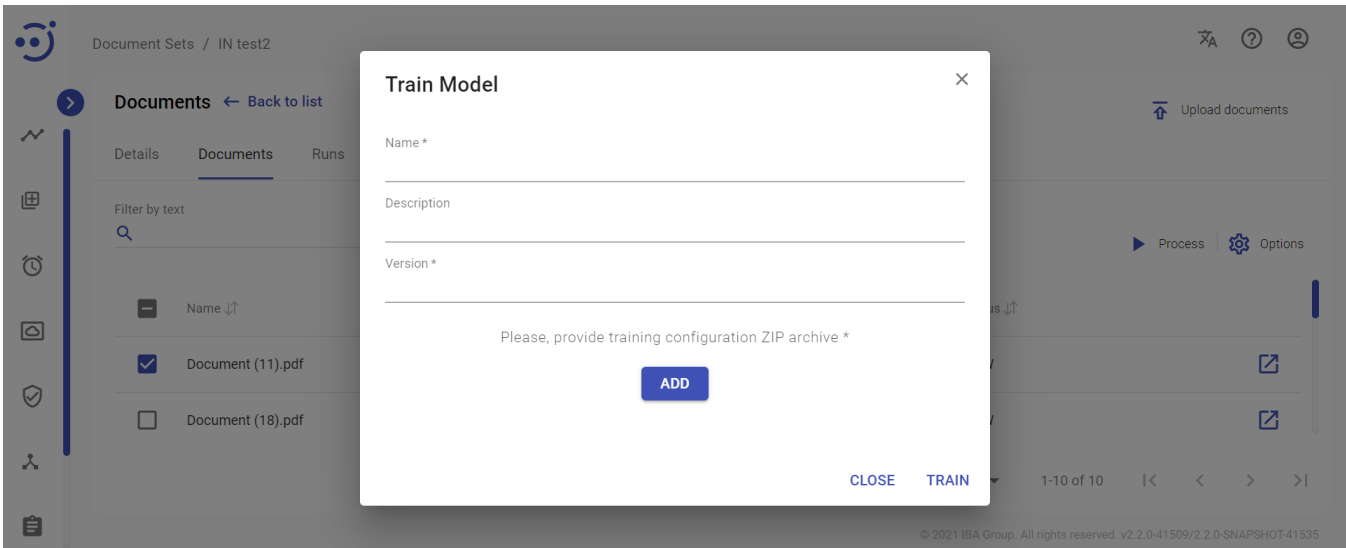 Document Sets / IN test2
Train Model
Documents ← Back to list
Upload documents
Name *
Details Documents Runs
Description
Filter by text
Process Options
Version *
Name
us
Please, provide training configuration ZIP archive *
Document (11).pdf
ADD
Document (18).pdf
CLOSE TRAIN
1-10 of 10
© 2021 IBA Group. All rights reserved. v2.2.0-41509/2.2.0-SNAPSHOT-41535